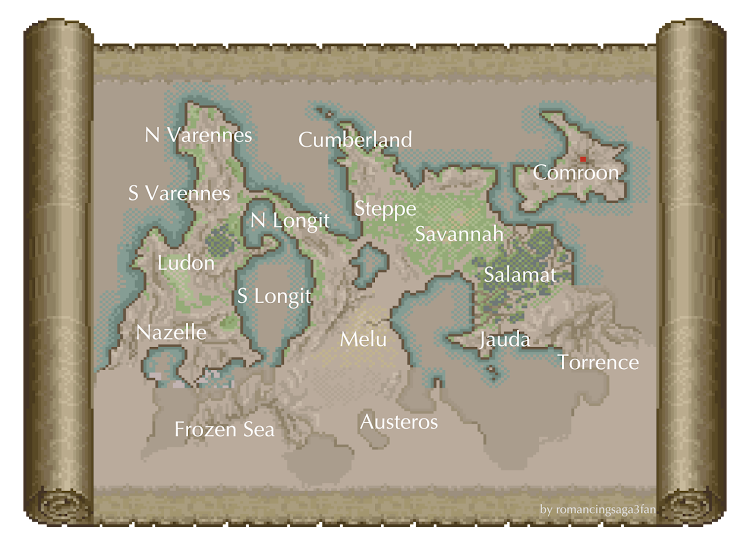 N Varennes
Cumberland
Comroon
S Varennes
N Longit
Steppe
Savannah
Ludon
Salamat
S Longit
Nazelle
Melu
Jauda
Torrence
Frozen Sea
Austeros
by romancingsaga3fan